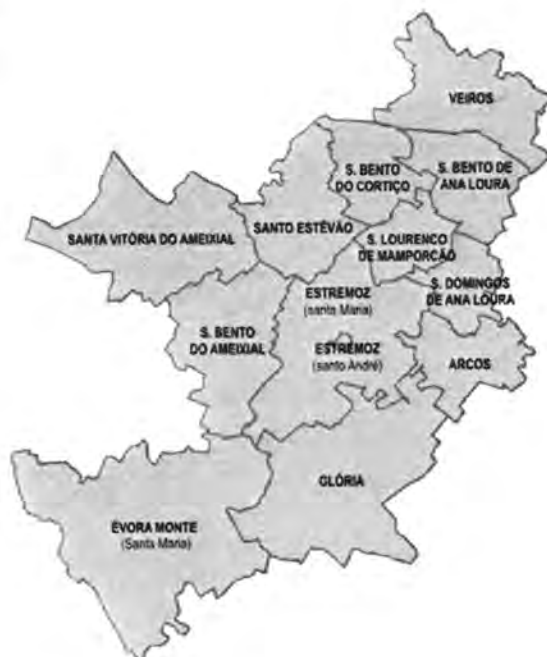 VEIROS
S. BENTO
DO CORTIÇO
S. BENTO DE
ANA LOURA
SANTA VITÓRIA DO AMEIXIAL
SANTO ESTÊVÃO
S. LOURENCO
DE MAMPORCÃO
ESTREMOZ
(santa Maria)
S. DOMINGOS
DE ANA LOURA
S. BENTO
DO AMEIXIAL
ESTREMOZ
(santo André)
ARCOS
GLÓRIA
ÉVORA MONTE
(Santa Maria)